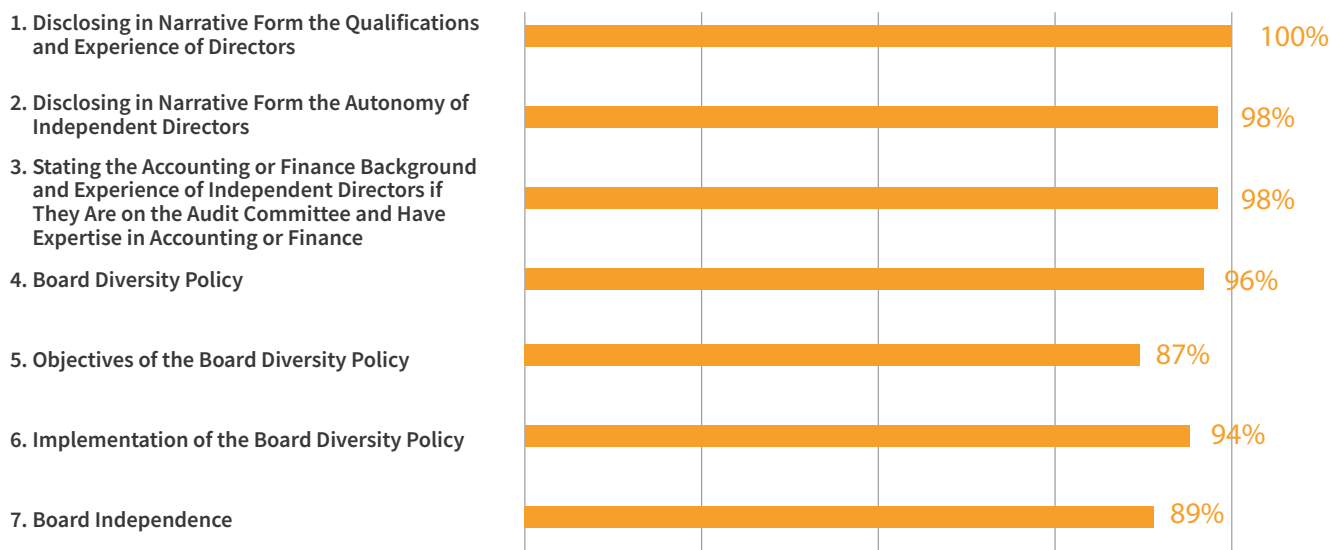 1. Disclosing in Narrative Form the Qualifications
and Experience of Directors
100%
2. Disclosing in Narrative Form the Autonomy of
Independent Directors
98%
3. Stating the Accounting or Finance Background
and Experience of Independent Directors if
They Are on the Audit Committee and Have
Expertise in Accounting or Finance
98%
4. Board Diversity Policy
96%
5. Objectives of the Board Diversity Policy
87%
6. Implementation of the Board Diversity Policy
94%
7. Board Independence
89%